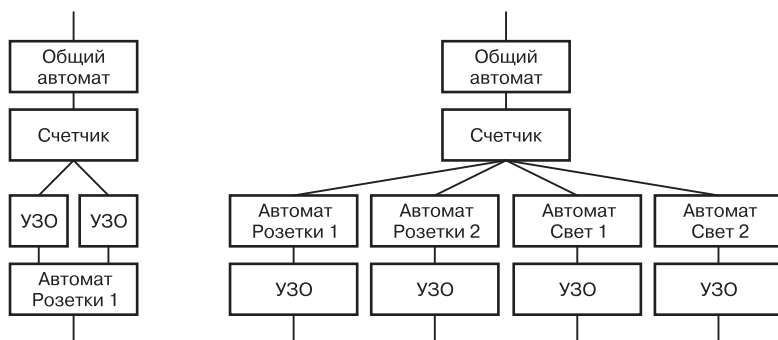 Общий
автомат
Счетчик
УЗО
УЗО
Автомат
Розетки 1
Общий
автомат
Счетчик
Автомат
Розетки 1
Автомат
Розетки 2
Автомат
Свет 1
Автомат
Свет 2
УЗО
УЗО
УЗО
УЗО